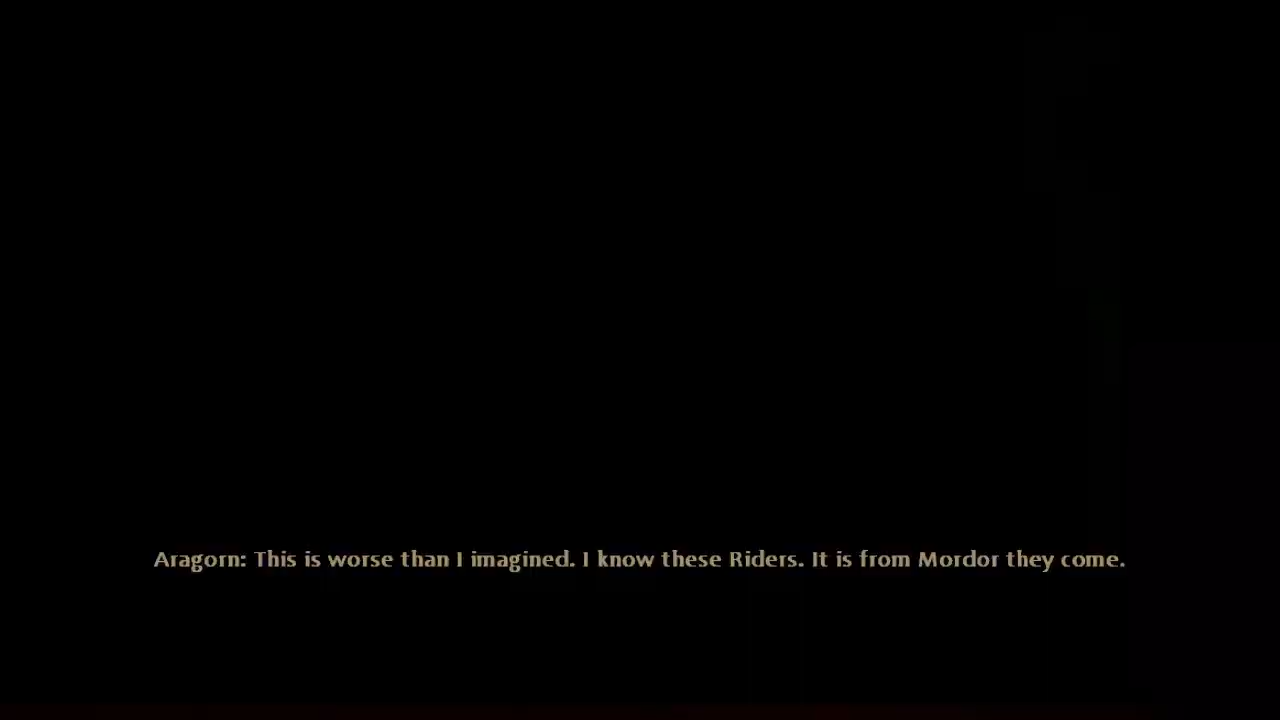 Aragorn: This is worse than I imagined. I know these Riders. It is from Mordor they come.